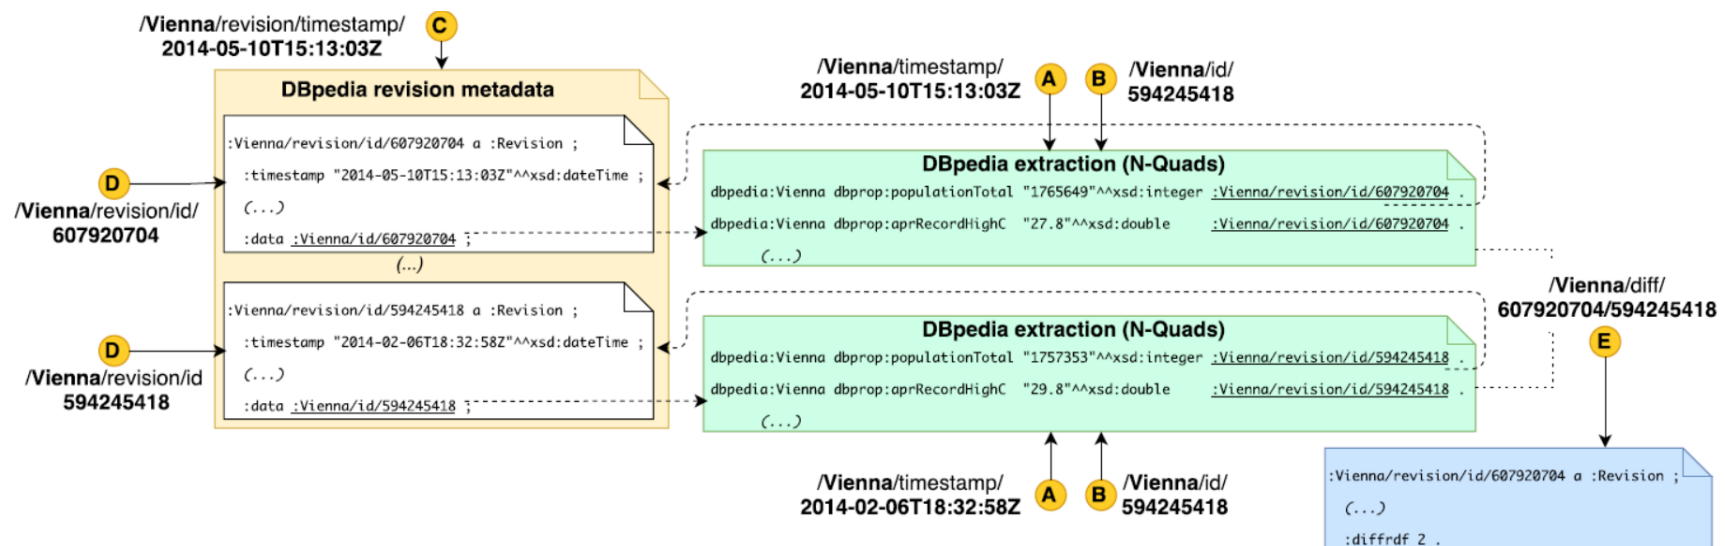 /Vienna/revision/timestamp/
2014-05-10T15:13:03Z
C
DBpedia revision metadata
:Vienna/revision/id/607920704 a :Revision ;
:timestamp "2014-05-10T15:13:03Z"^^xsd:dateTime ;
(...)
:data :Vienna/id/607920704 ;
(...)
:Vienna/revision/id/594245418 a :Revision ;
:timestamp "2014-02-06T18:32:58Z"^^xsd:dateTime ;
(...)
:data :Vienna/id/594245418 ;
D
/Vienna/revision/id/
607920704
D
/Vienna/revision/id
594245418
/Vienna/timestamp/
2014-05-10T15:13:03Z
A
B
/Vienna/id/
594245418
DBpedia extraction (N-Quads)
dbpedia:Vienna dbprop:populationTotal "1765649"^^xsd:integer :Vienna/revision/id/607920704 .
dbpedia:Vienna dbprop:aprRecordHighC "27.8"^^xsd:double :Vienna/revision/id/607920704 .
(...)
DBpedia extraction (N-Quads)
dbpedia:Vienna dbprop:populationTotal "1757353"^^xsd:integer :Vienna/revision/id/594245418 .
dbpedia:Vienna dbprop:aprRecordHighC "29.8"^^xsd:double :Vienna/revision/id/594245418 .
(...)
/Vienna/timestamp/
2014-02-06T18:32:58Z
A
B
/Vienna/id/
594245418
/Vienna/diff/
607920704/594245418
E
:Vienna/revision/id/607920704 a :Revision ;
(...)
:diffrdf 2 .